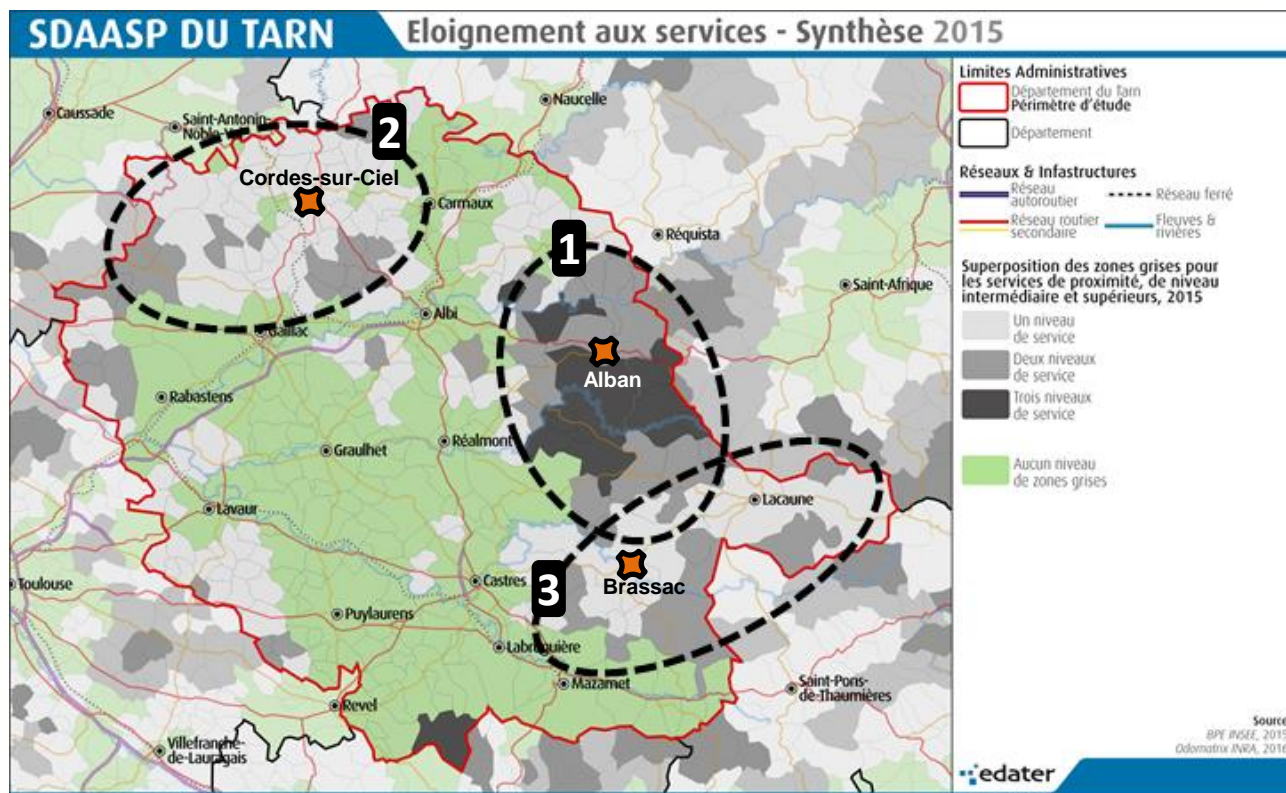 SDAASP DU TARN
Eloignement aux services - Synthèse 2015
Limites Administratives
Département du Tarn
Périmètre d'étude
Département
Réseaux & Infastructures
Réseau
autoroutier
Réseau ferré
Réseau routier
secondaire
Fleuves &
rivières
Superposition des zones grises pour
les services de proximité, de niveau
intermédiaire et supérieurs, 2015
Un niveau
de service
Deux niveaux
de service
Trois niveaux
de service
Aucun niveau
de zones grises
Source
BPE INSEE, 2015
Odomatrix INRA, 2016
edater
Caussade
Saint-Antonin-
Naucelle
2
Cordes-sur-Ciel
Carmaux
1
Réquista
Saint-Afrique
Albi
Gaillac
Alban
Rabastens
Réalmont
Graulhet
Lacaune
Lavaur
Toulouse
Castres
3
Brassac
Puylaurens
Labruguière
Mazamet
Saint-Pons-
de-Thaumières
Revel
Villefranche-
de-Lauragais